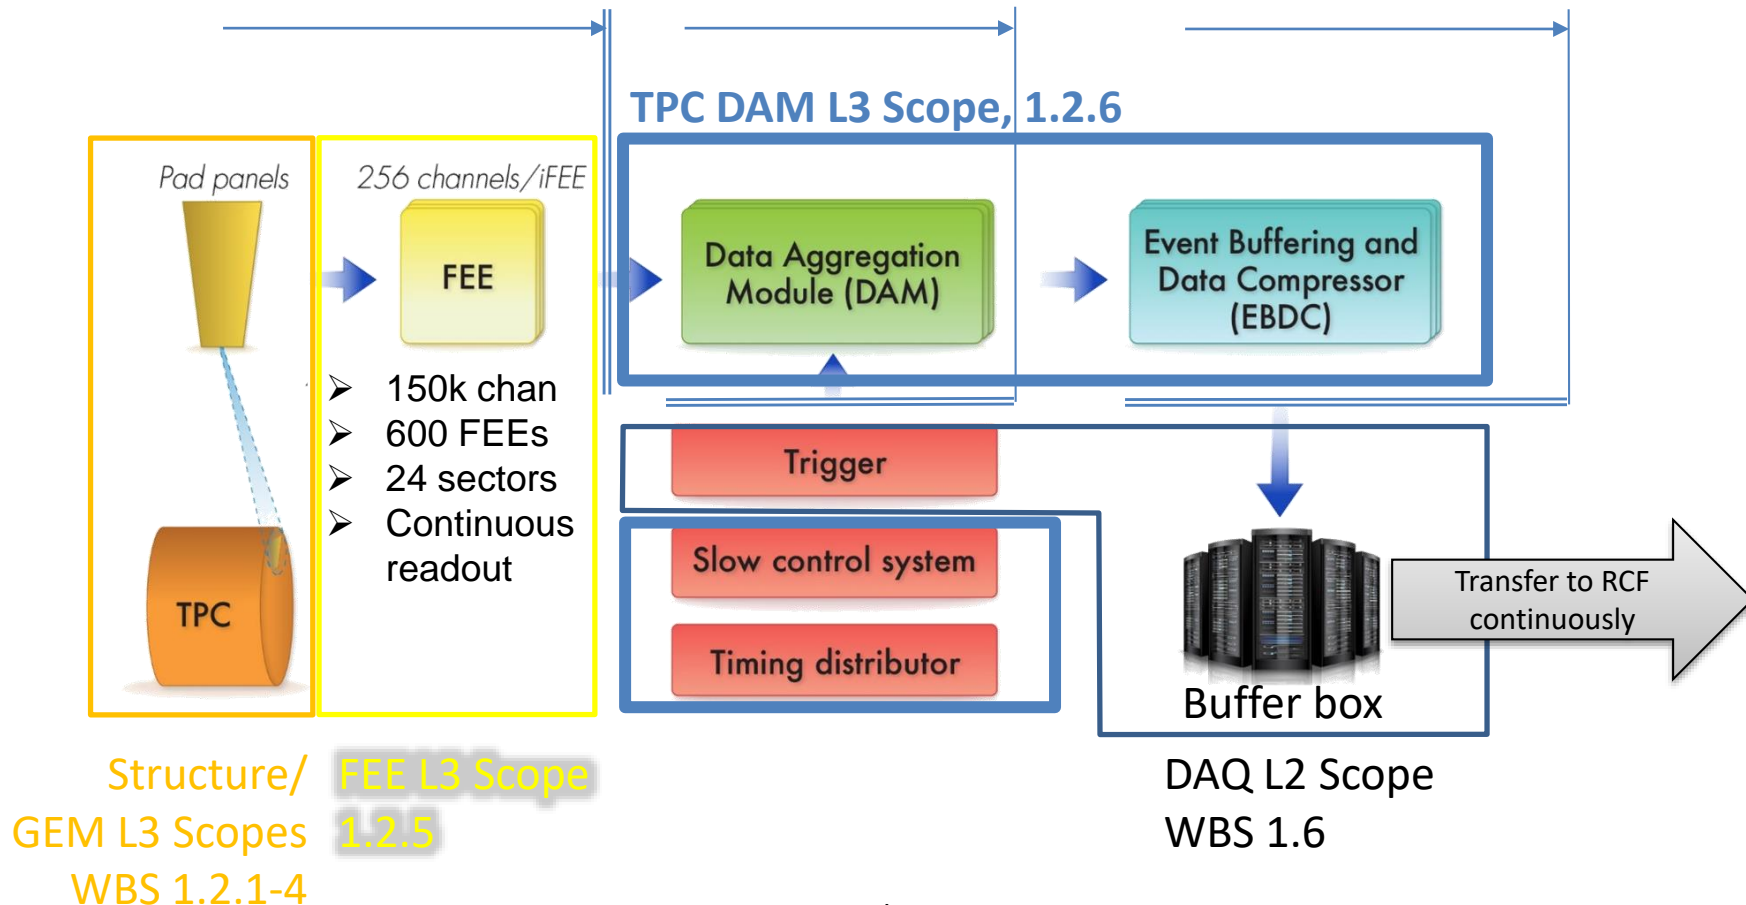 TPC DAM L3 Scope, 1.2.6
Pad panels
256 channels/iFEE
FEE
Data Aggregation
Module (DAM)
Event Buffering and
Data Compressor
(EBDC)
➢ 150k chan
➢ 600 FEEs
➢ 24 sectors
➢ Continuous
readout
TPC
Trigger
Slow control system
Timing distributor
Buffer box
Transfer to RCF
continuously
Structure/
GEM L3 Scopes
WBS 1.2.1-4
FEE L3 Scope
1.2.5
DAQ L2 Scope
WBS 1.6